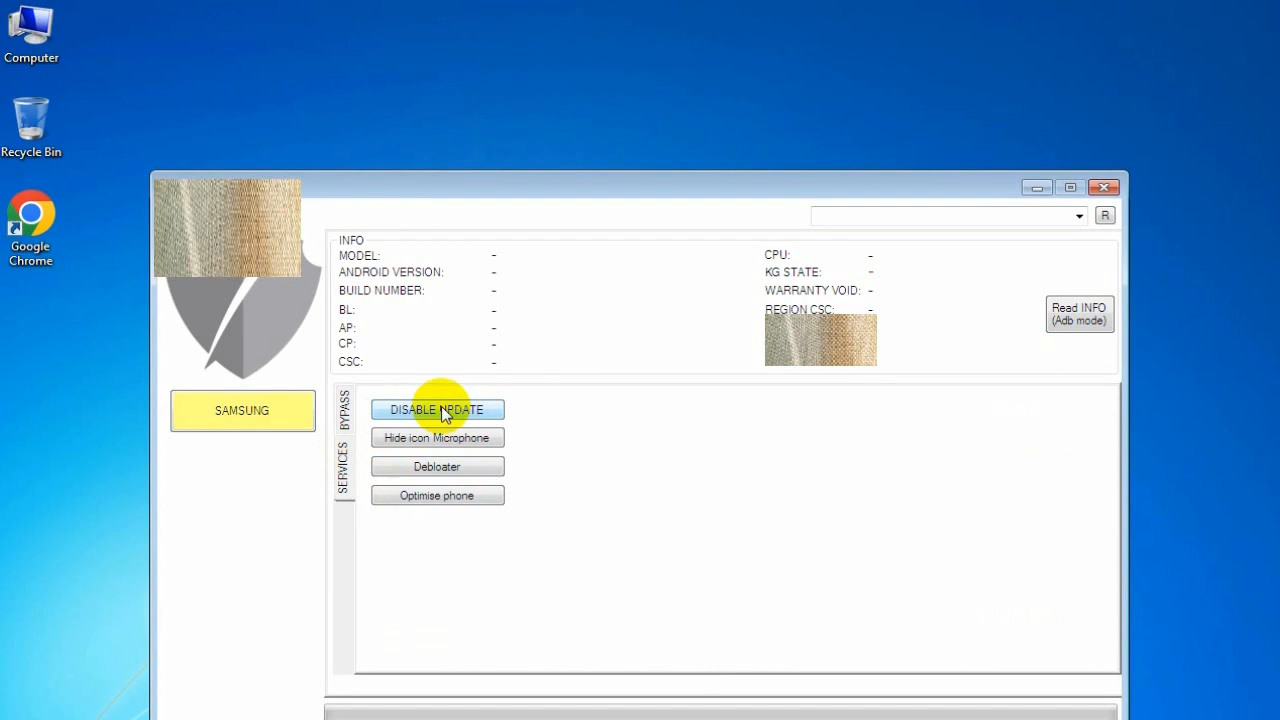 Computer
Recycle Bin
Google
Chrome
R
INFO
MODEL: -
ANDROID VERSION: -
BUILD NUMBER: -
BL: -
AP: -
CP: -
CSC: -
CPU: -
KG STATE: -
WARRANTY VOID: -
REGION CSC: -
Read INFO
(Adb mode)
SAMSUNG
BYPASS
SERVICES
DISABLE UPDATE
Hide icon Microphone
Debloater
Optimise phone